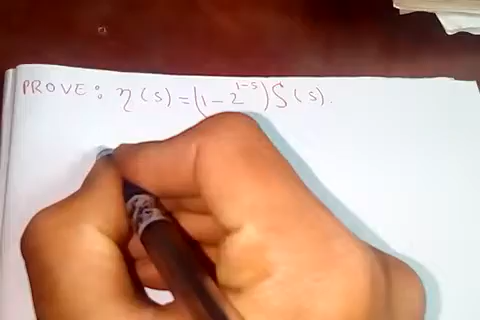 PROVE: η(s) = (1 - 2^{1-s}) ζ(s).